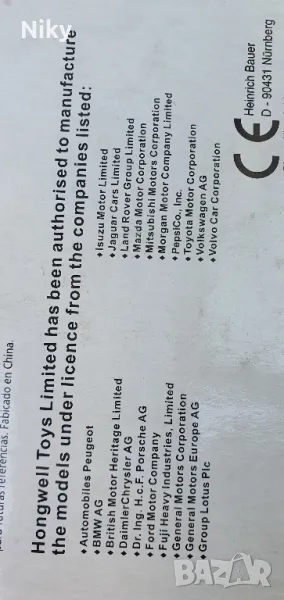 para futuras referencias. Fabicado en China.
Hongwell Toys Limited has been authorised to manufacture
the models under licence from the companies listed:
♦Automobiles Peugeot
♦BMW AG
♦British Motor Heritage Limited
♦DaimlerChrysler AG
♦Dr. Ing. H.c.F. Porsche AG
♦Ford Motor Company
♦Fuji Heavy Industries, Limited
♦General Motors Corporation
♦General Motors Europe AG
♦Group Lotus Plc
♦Isuzu Motor Limited
♦Jaguar Cars Limited
♦Land Rover Group Limited
♦Mazda Motor Corporation
♦Mitsubishi Motors Corporation
♦Morgan Motor Company Limited
♦PepsiCo., Inc.
♦Toyota Motor Corporation
♦Volkswagen AG
♦Volvo Car Corporation
CE
Heinrich Bauer
D - 90431 Nürnberg
bazar.bg